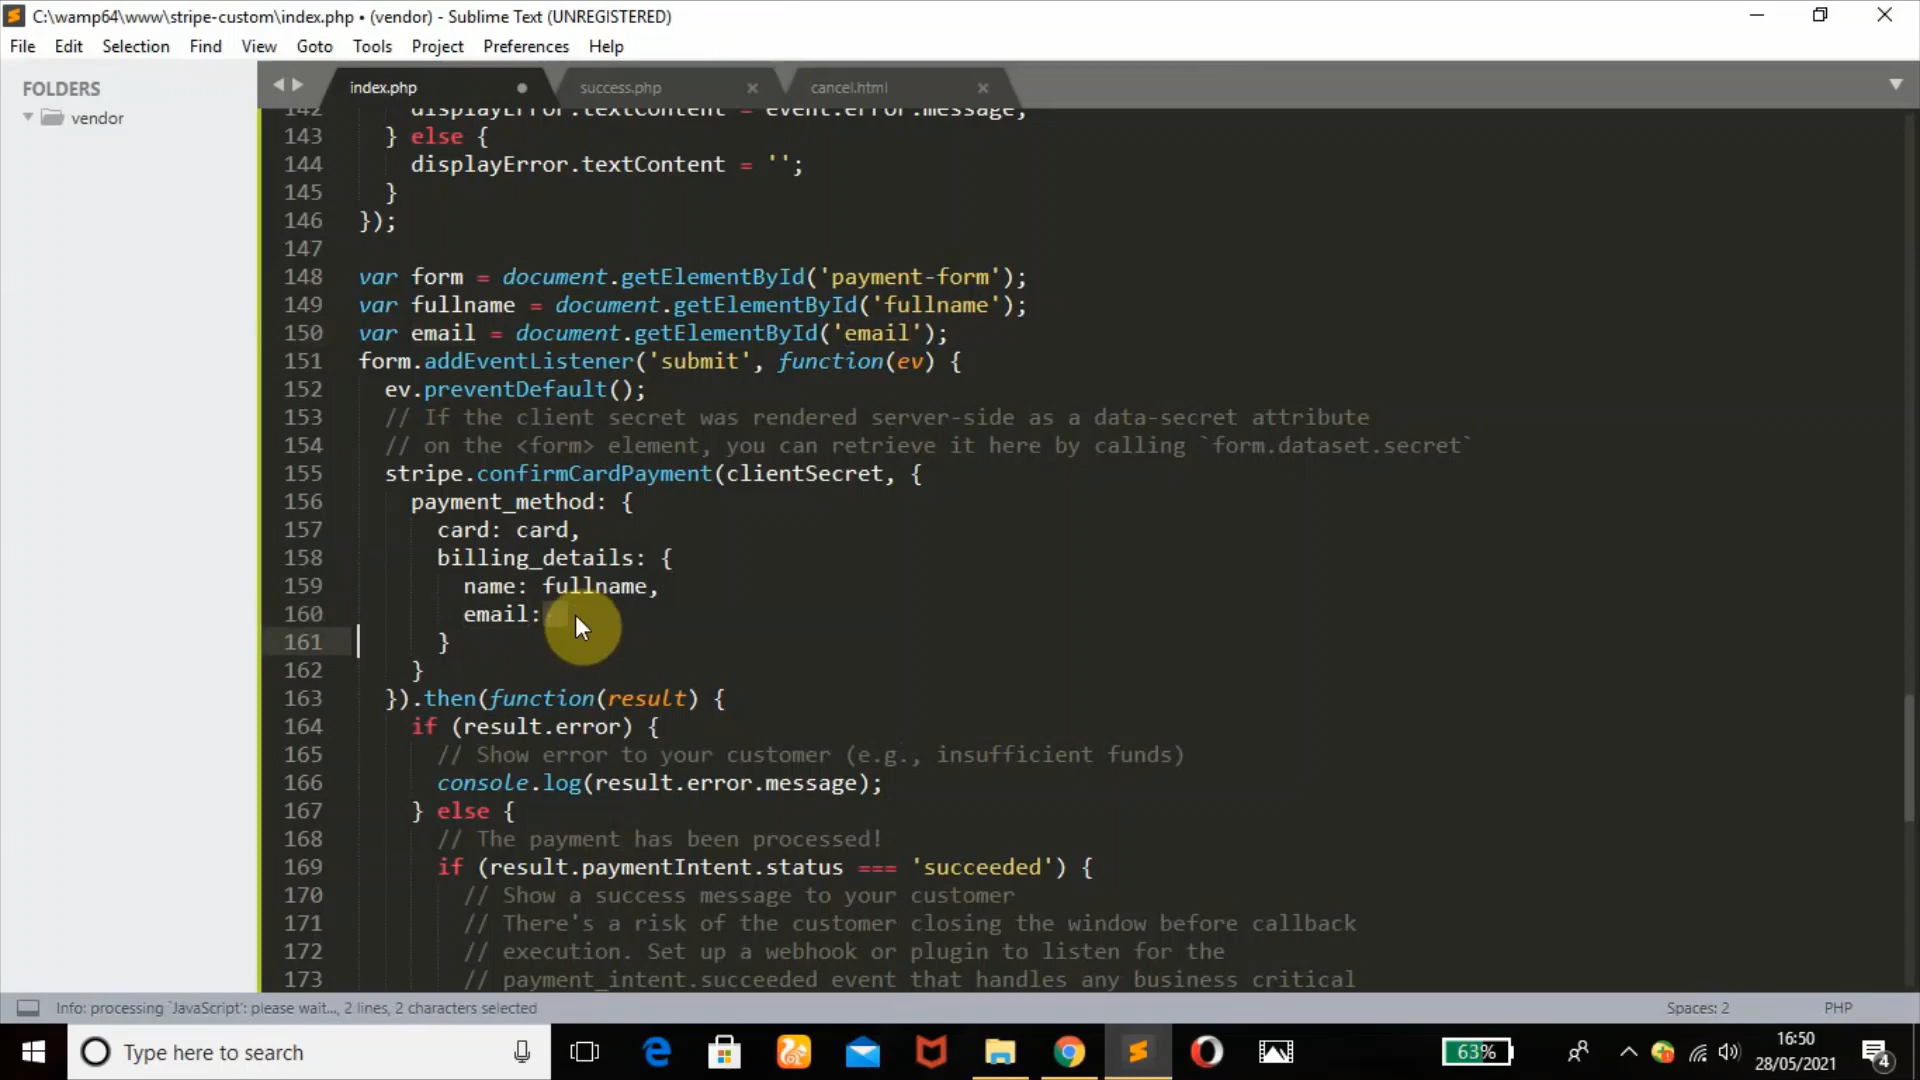 C:\wamp64\www\stripe-custom\index.php • (vendor) - Sublime Text (UNREGISTERED)
File Edit Selection Find View Goto Tools Project Preferences Help
FOLDERS
vendor
index.php success.php cancel.html
142 displayError.textContent = event.error.message;
143 } else {
144 displayError.textContent = '';
145 }
146 });
147
148 var form = document.getElementById('payment-form');
149 var fullname = document.getElementById('fullname');
150 var email = document.getElementById('email');
151 form.addEventListener('submit', function(ev) {
152 ev.preventDefault();
153 // If the client secret was rendered server-side as a data-secret attribute
154 // on the <form> element, you can retrieve it here by calling `form.dataset.secret`
155 stripe.confirmCardPayment(clientSecret, {
156 payment_method: {
157 card: card,
158 billing_details: {
159 name: fullname,
160 email:
161 }
162 }
163 }).then(function(result) {
164 if (result.error) {
165 // Show error to your customer (e.g., insufficient funds)
166 console.log(result.error.message);
167 } else {
168 // The payment has been processed!
169 if (result.paymentIntent.status === 'succeeded') {
170 // Show a success message to your customer
171 // There's a risk of the customer closing the window before callback
172 // execution. Set up a webhook or plugin to listen for the
173 // payment_intent.succeeded event that handles any business critical
Info: processing `JavaScript': please wait..., 2 lines, 2 characters selected Spaces: 2 PHP
Type here to search 63% 16:50
28/05/2021 4